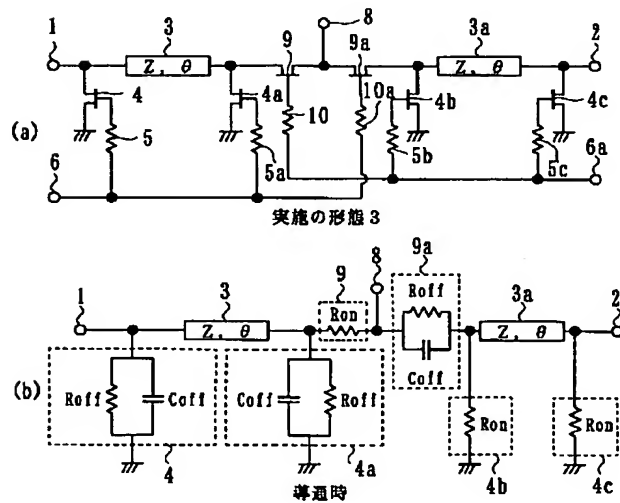 1 3 8 9 9a 3a 2
Z, θ Z, θ
4 4a 10 10a 4b 4c
(a)
5 5a 5b 5c
6 6a
実施の形態3
1 3 9 8 9a 3a 2
Ron Roff
Z, θ Z, θ
Coff
(b)
Roff Coff Coff Roff Ron Ron
4 4a 4b 4c
導通時